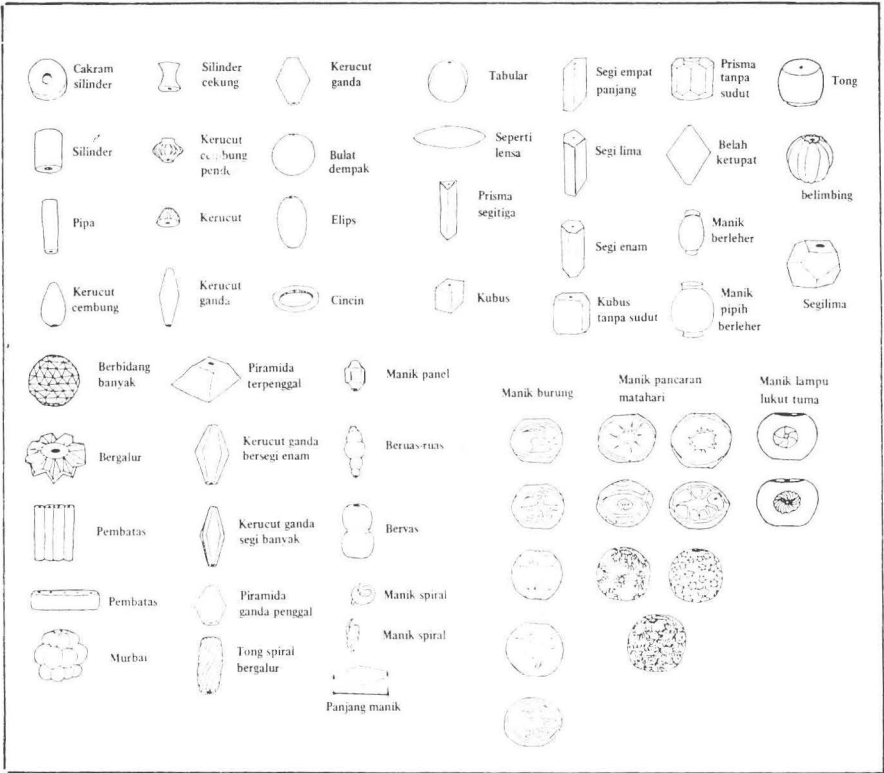 Cakram
silinder
Silinder
cekung
Kerucut
ganda
Tabular
Segi empat
panjang
Prisma
tanpa
sudut
Tong
Silinder
Kerucut
pende
Bulat
dempak
Seperti
lensa
Segi lima
Belah
ketupat
belimbing
Pipa
Kerucut
Elips
Prisma
segitiga
Segi enam
Manik
berleher
Kerucut
cembung
Kerucut
ganda
Cincin
Kubus
Kubus
tanpa sudut
Manik
pipih
berleher
Segilima
Berbidang
banyak
Piramida
terpenggal
Manik panel
Bergalur
Kerucut ganda
bersegi enam
Beruas-ruas
Pembatas
Kerucut ganda
segi banyak
Bervas
Pembatas
Piramida
ganda penggal
Manik spiral
Murbai
Tong spiral
bergalur
Manik spiral
Panjang manik
Manik burung
Manik pancaran
matahari
Manik lampu
lukut tuma